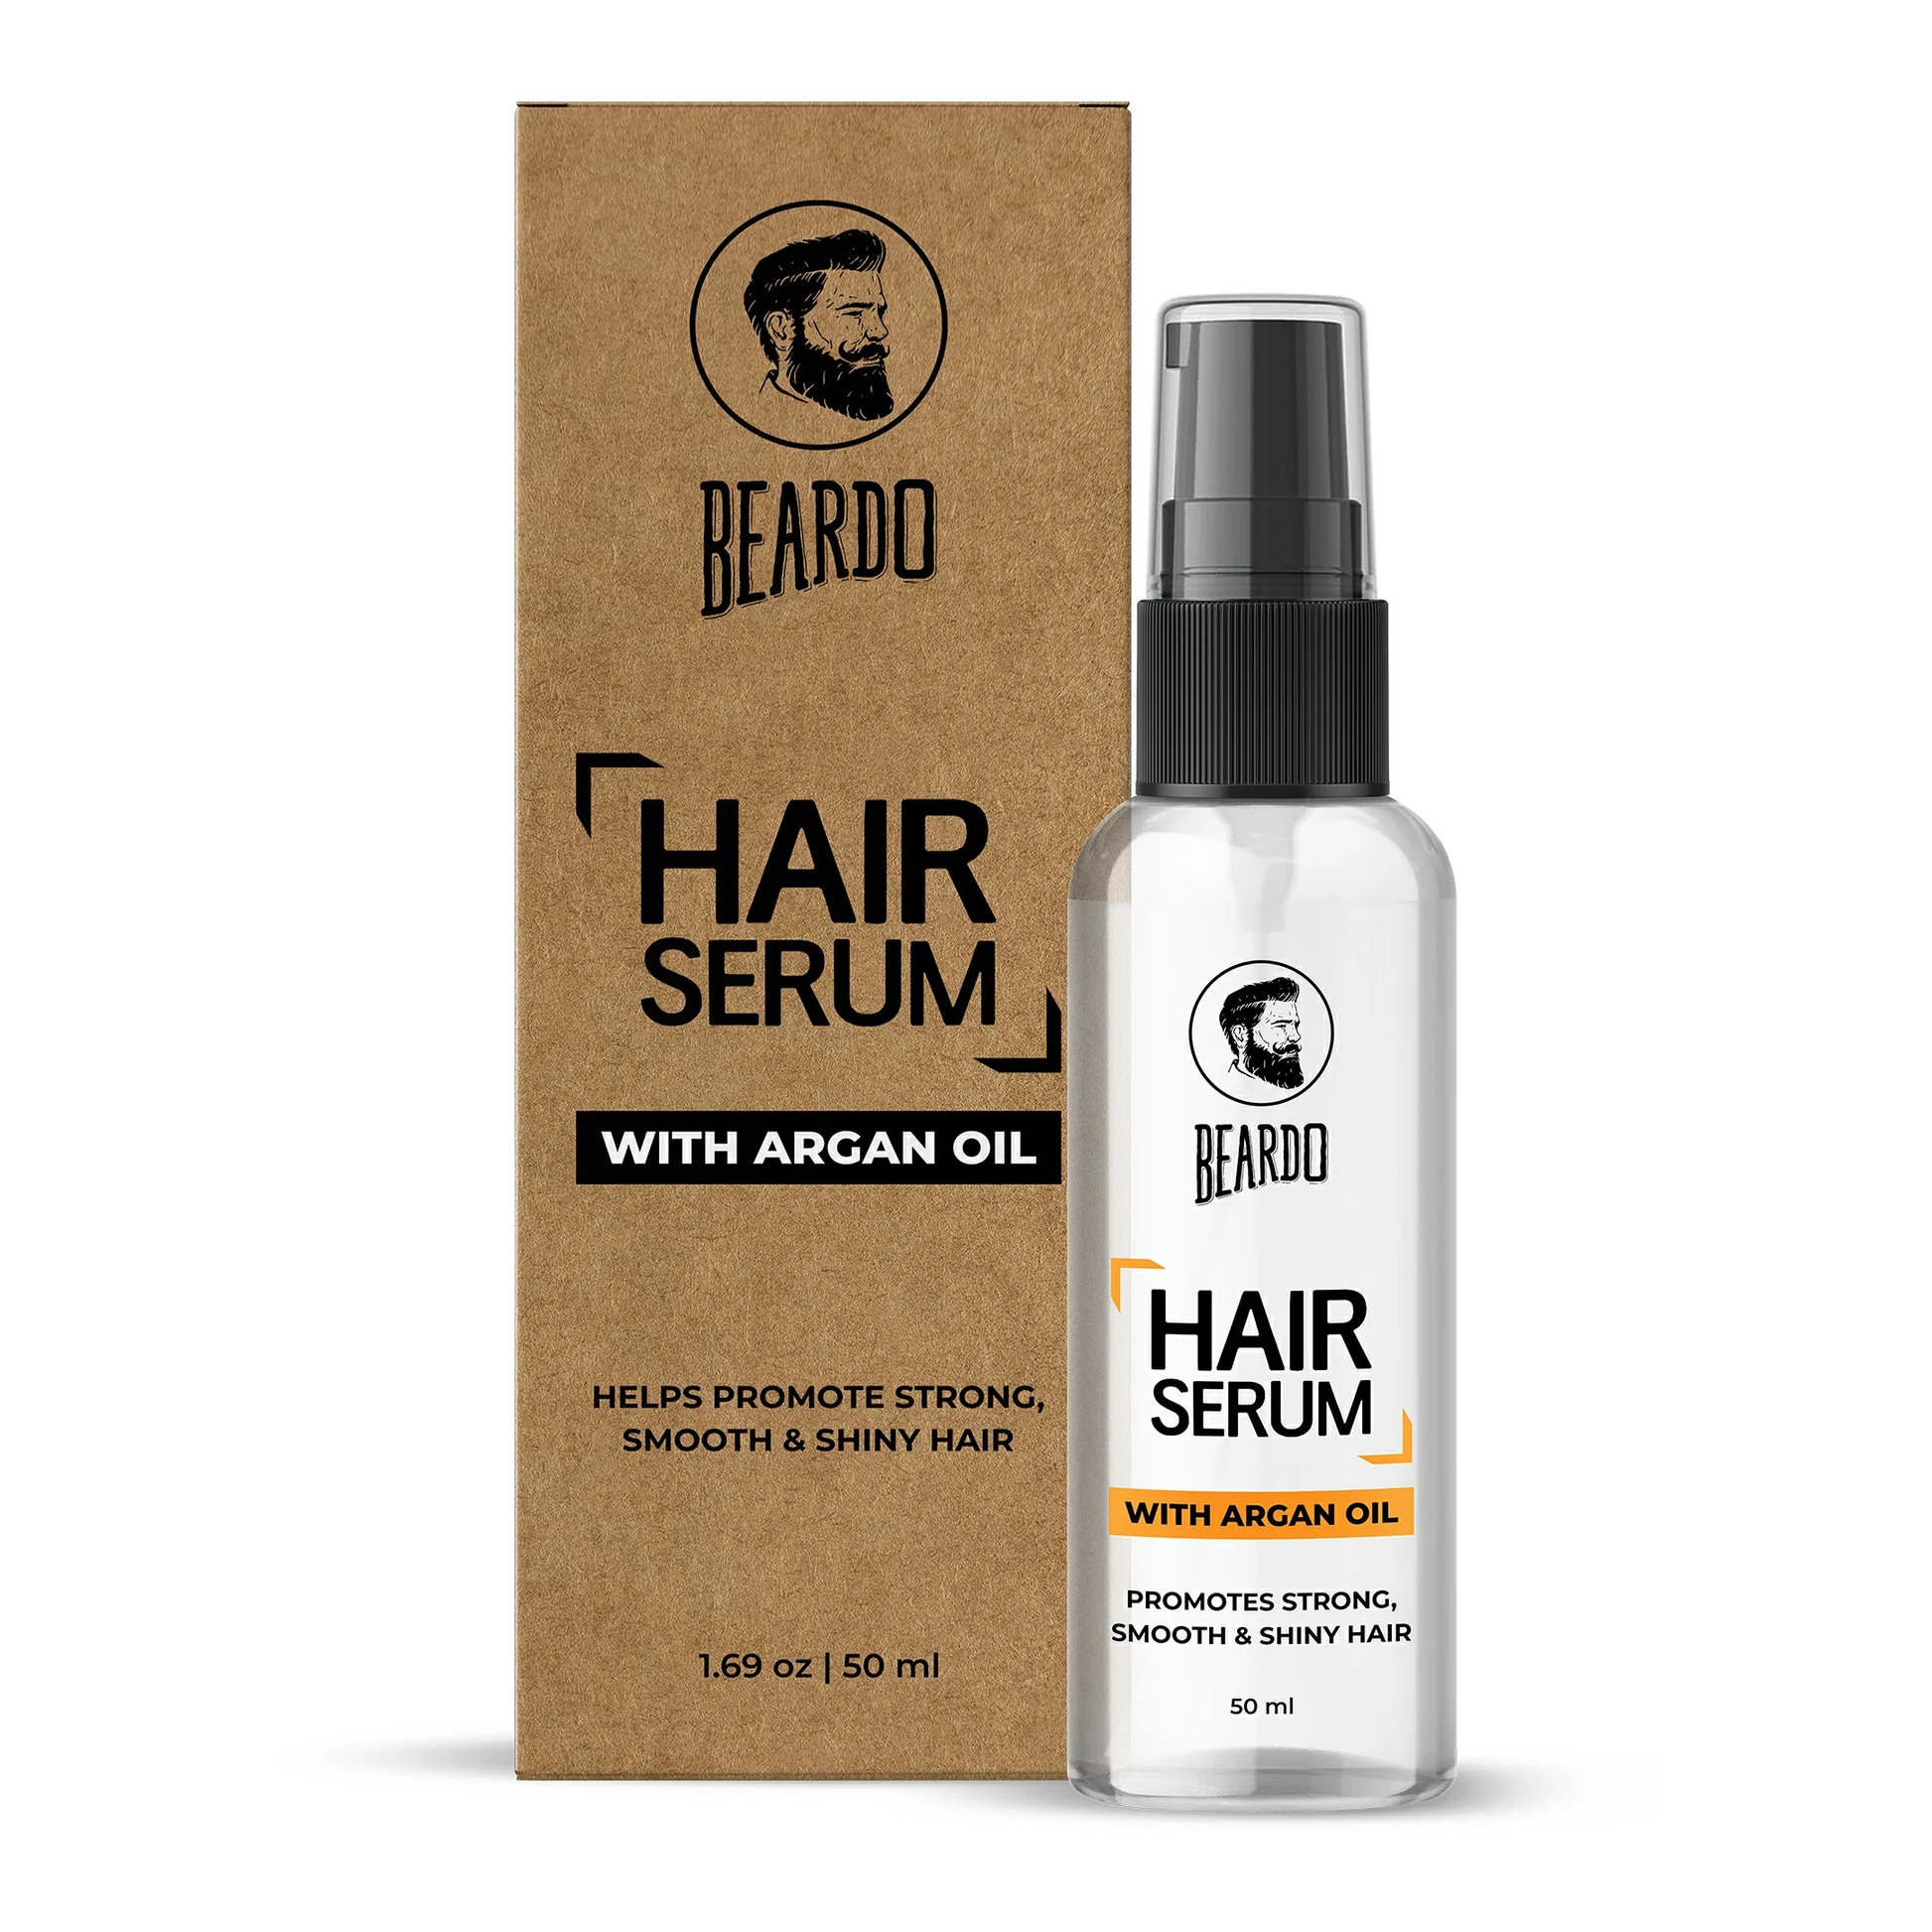 BEARDO
HAIR
SERUM
WITH ARGAN OIL
HELPS PROMOTE STRONG,
SMOOTH & SHINY HAIR
1.69 oz | 50 ml
BEARDO
HAIR
SERUM
WITH ARGAN OIL
PROMOTES STRONG,
SMOOTH & SHINY HAIR
50 ml